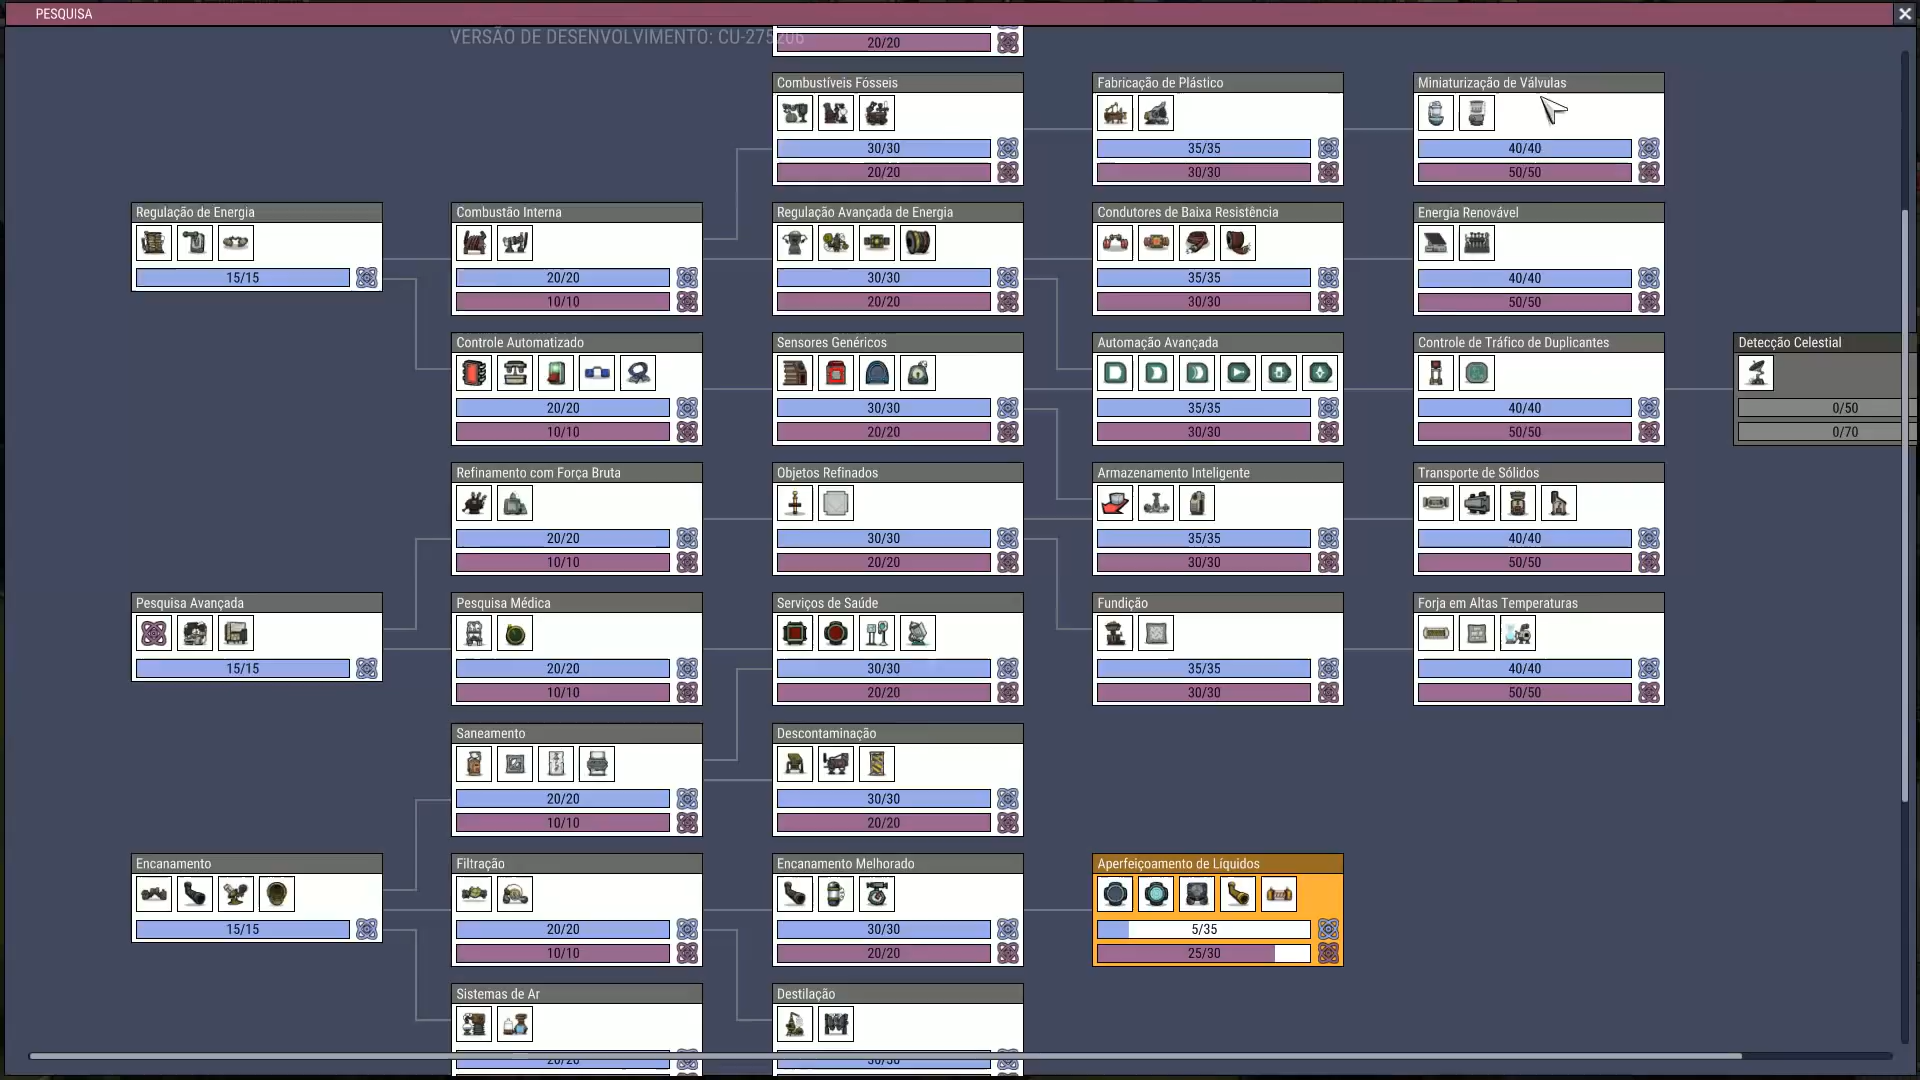 PESQUISA
VERSÃO DE DESENVOLVIMENTO: CU-275206
20/20
Combustíveis Fósseis
30/30
20/20
Fabricação de Plástico
35/35
30/30
Miniaturização de Válvulas
40/40
50/50
Regulação de Energia
15/15
Combustão Interna
20/20
10/10
Regulação Avançada de Energia
30/30
20/20
Condutores de Baixa Resistência
35/35
30/30
Energia Renovável
40/40
50/50
Controle Automatizado
20/20
10/10
Sensores Genéricos
30/30
20/20
Automação Avançada
35/35
30/30
Controle de Tráfico de Duplicantes
40/40
50/50
Detecção Celestial
0/50
0/70
Refinamento com Força Bruta
20/20
10/10
Objetos Refinados
30/30
20/20
Armazenamento Inteligente
35/35
30/30
Transporte de Sólidos
40/40
50/50
Pesquisa Avançada
15/15
Pesquisa Médica
20/20
10/10
Serviços de Saúde
30/30
20/20
Fundição
35/35
30/30
Forja em Altas Temperaturas
40/40
50/50
Saneamento
20/20
10/10
Descontaminação
30/30
20/20
Encanamento
15/15
Filtração
20/20
10/10
Encanamento Melhorado
30/30
20/20
Aperfeiçoamento de Líquidos
5/35
25/30
Sistemas de Ar
20/20
Destilação
30/30